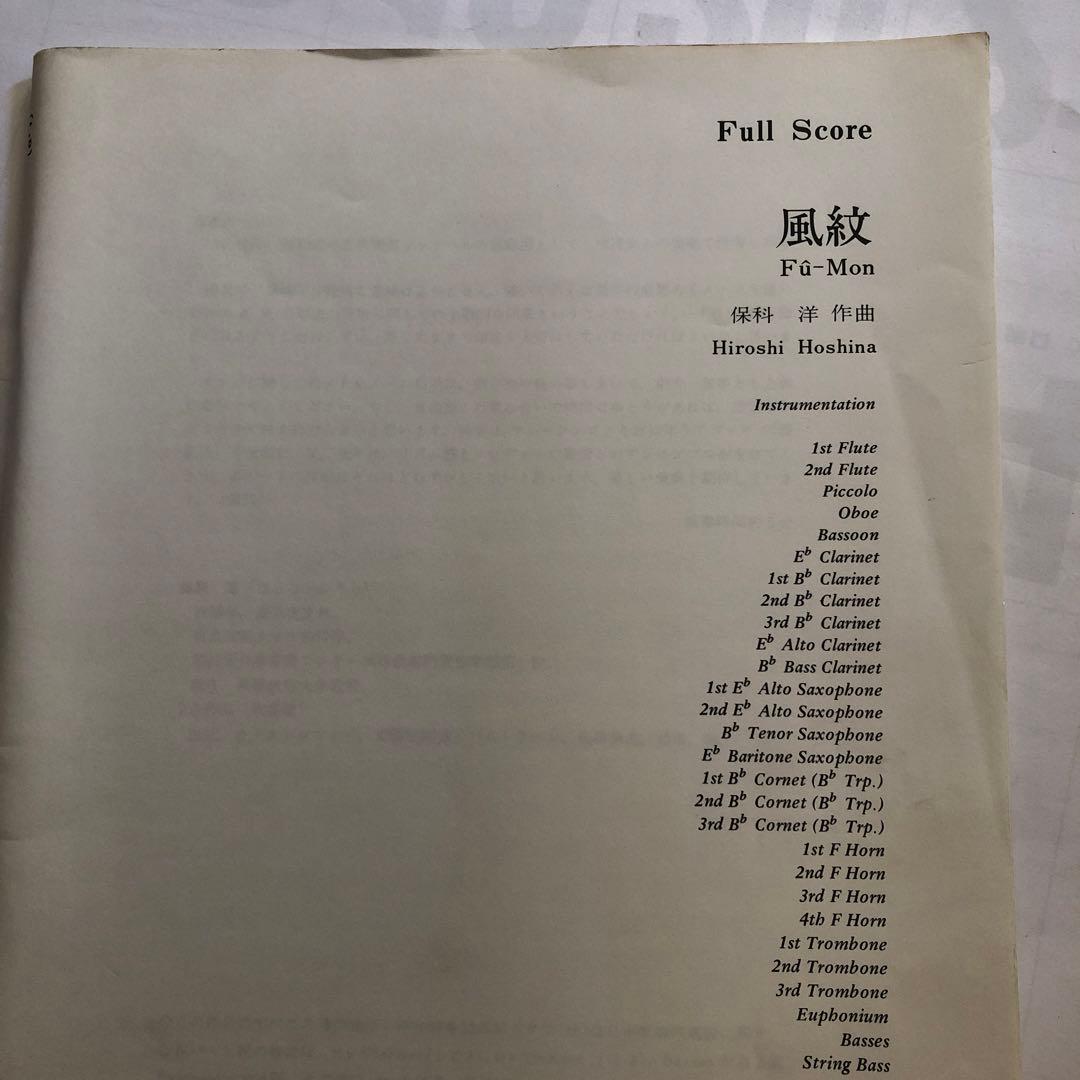 Full Score
風紋
Fû-Mon
保科 洋 作曲
Hiroshi Hoshina
Instrumentation
1st Flute
2nd Flute
Piccolo
Oboe
Bassoon
E♭ Clarinet
1st B♭ Clarinet
2nd B♭ Clarinet
3rd B♭ Clarinet
E♭ Alto Clarinet
B♭ Bass Clarinet
1st E♭ Alto Saxophone
2nd E♭ Alto Saxophone
B♭ Tenor Saxophone
E♭ Baritone Saxophone
1st B♭ Cornet (B♭ Trp.)
2nd B♭ Cornet (B♭ Trp.)
3rd B♭ Cornet (B♭ Trp.)
1st F Horn
2nd F Horn
3rd F Horn
4th F Horn
1st Trombone
2nd Trombone
3rd Trombone
Euphonium
Basses
String Bass